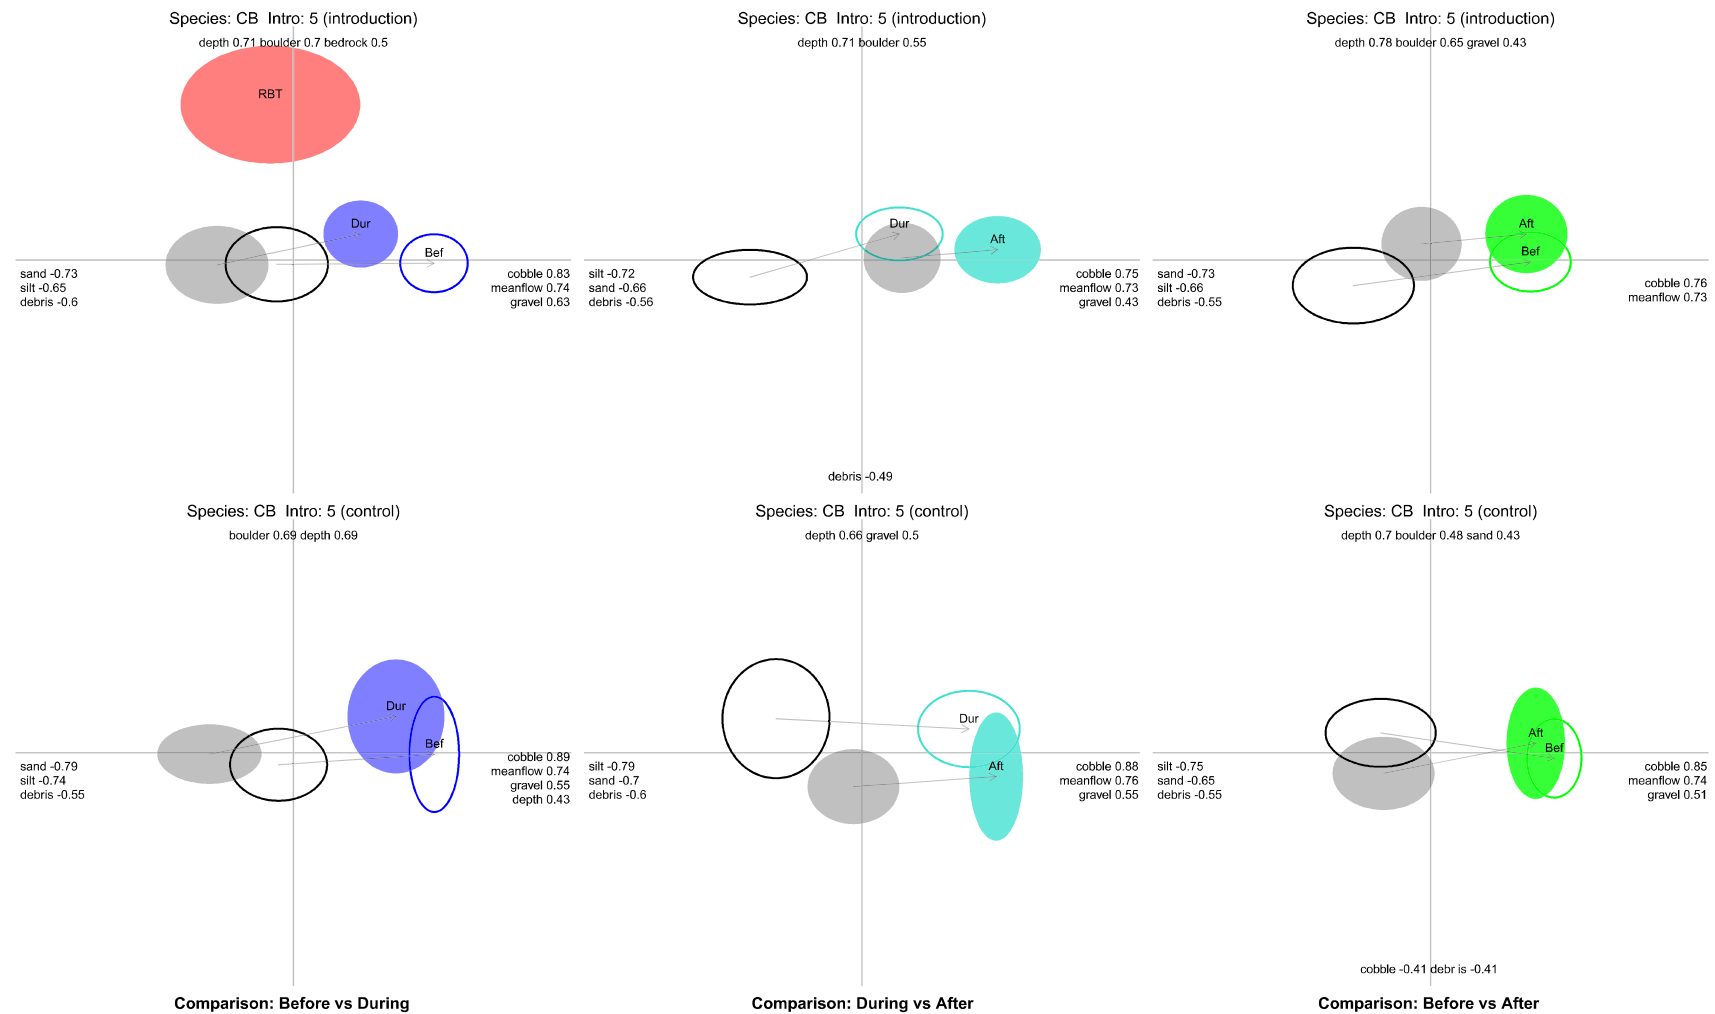 Species: CB  Intro: 5 (introduction)
depth 0.71 boulder 0.7 bedrock 0.5
RBT
Dur
Bef
sand -0.73
silt -0.65
debris -0.6
cobble 0.83
meanflow 0.74
gravel 0.63
Species: CB  Intro: 5 (introduction)
depth 0.71 boulder 0.55
Dur
Aft
silt -0.72
sand -0.66
debris -0.56
cobble 0.75
meanflow 0.73
gravel 0.43
debris -0.49
Species: CB  Intro: 5 (introduction)
depth 0.78 boulder 0.65 gravel 0.43
Aft
Bef
sand -0.73
silt -0.66
debris -0.55
cobble 0.76
meanflow 0.73
Species: CB  Intro: 5 (control)
boulder 0.69 depth 0.69
Dur
Bef
sand -0.79
silt -0.74
debris -0.55
cobble 0.89
meanflow 0.74
gravel 0.55
depth 0.43
Comparison: Before vs During
Species: CB  Intro: 5 (control)
depth 0.66 gravel 0.5
Dur
Aft
silt -0.79
sand -0.7
debris -0.6
cobble 0.88
meanflow 0.76
gravel 0.55
Comparison: During vs After
Species: CB  Intro: 5 (control)
depth 0.7 boulder 0.48 sand 0.43
Aft
Bef
silt -0.75
sand -0.65
debris -0.55
cobble 0.85
meanflow 0.74
gravel 0.51
cobble -0.41 debr is -0.41
Comparison: Before vs After